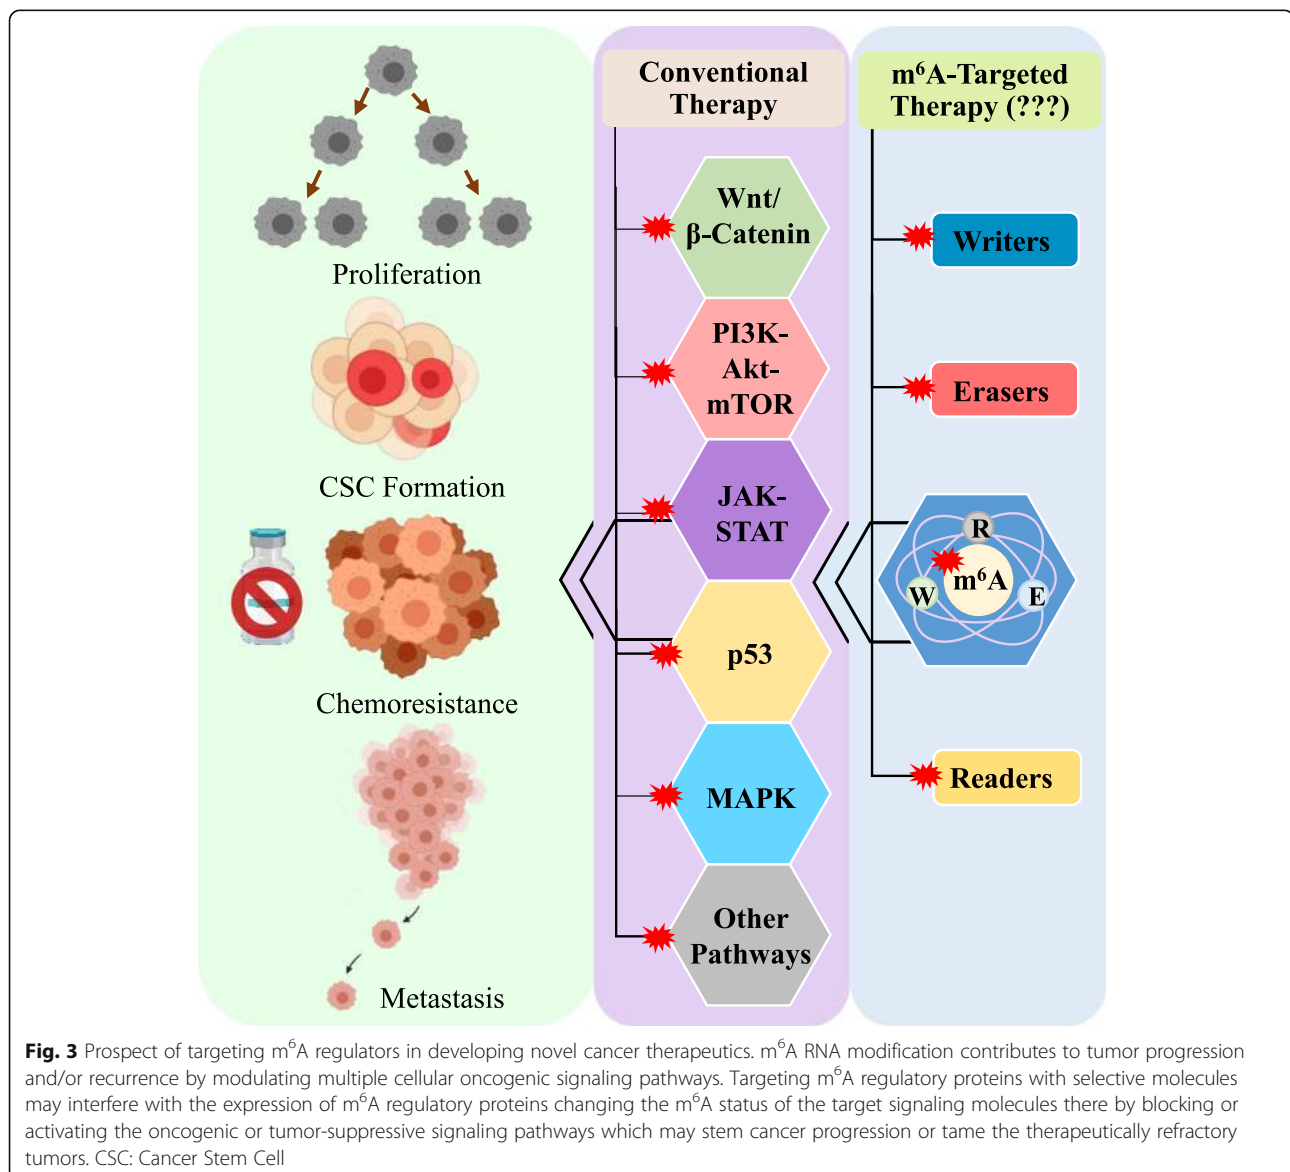 Proliferation
CSC Formation
Chemoresistance
Metastasis
Conventional
Therapy
Wnt/
β-Catenin
PI3K-
Akt-
mTOR
JAK-
STAT
p53
MAPK
Other
Pathways
m⁶A-Targeted
Therapy (???)
Writers
Erasers
R
m⁶A
W
E
Readers
Fig. 3 Prospect of targeting m⁶A regulators in developing novel cancer therapeutics. m⁶A RNA modification contributes to tumor progression
and/or recurrence by modulating multiple cellular oncogenic signaling pathways. Targeting m⁶A regulatory proteins with selective molecules
may interfere with the expression of m⁶A regulatory proteins changing the m⁶A status of the target signaling molecules there by blocking or
activating the oncogenic or tumor-suppressive signaling pathways which may stem cancer progression or tame the therapeutically refractory
tumors. CSC: Cancer Stem Cell